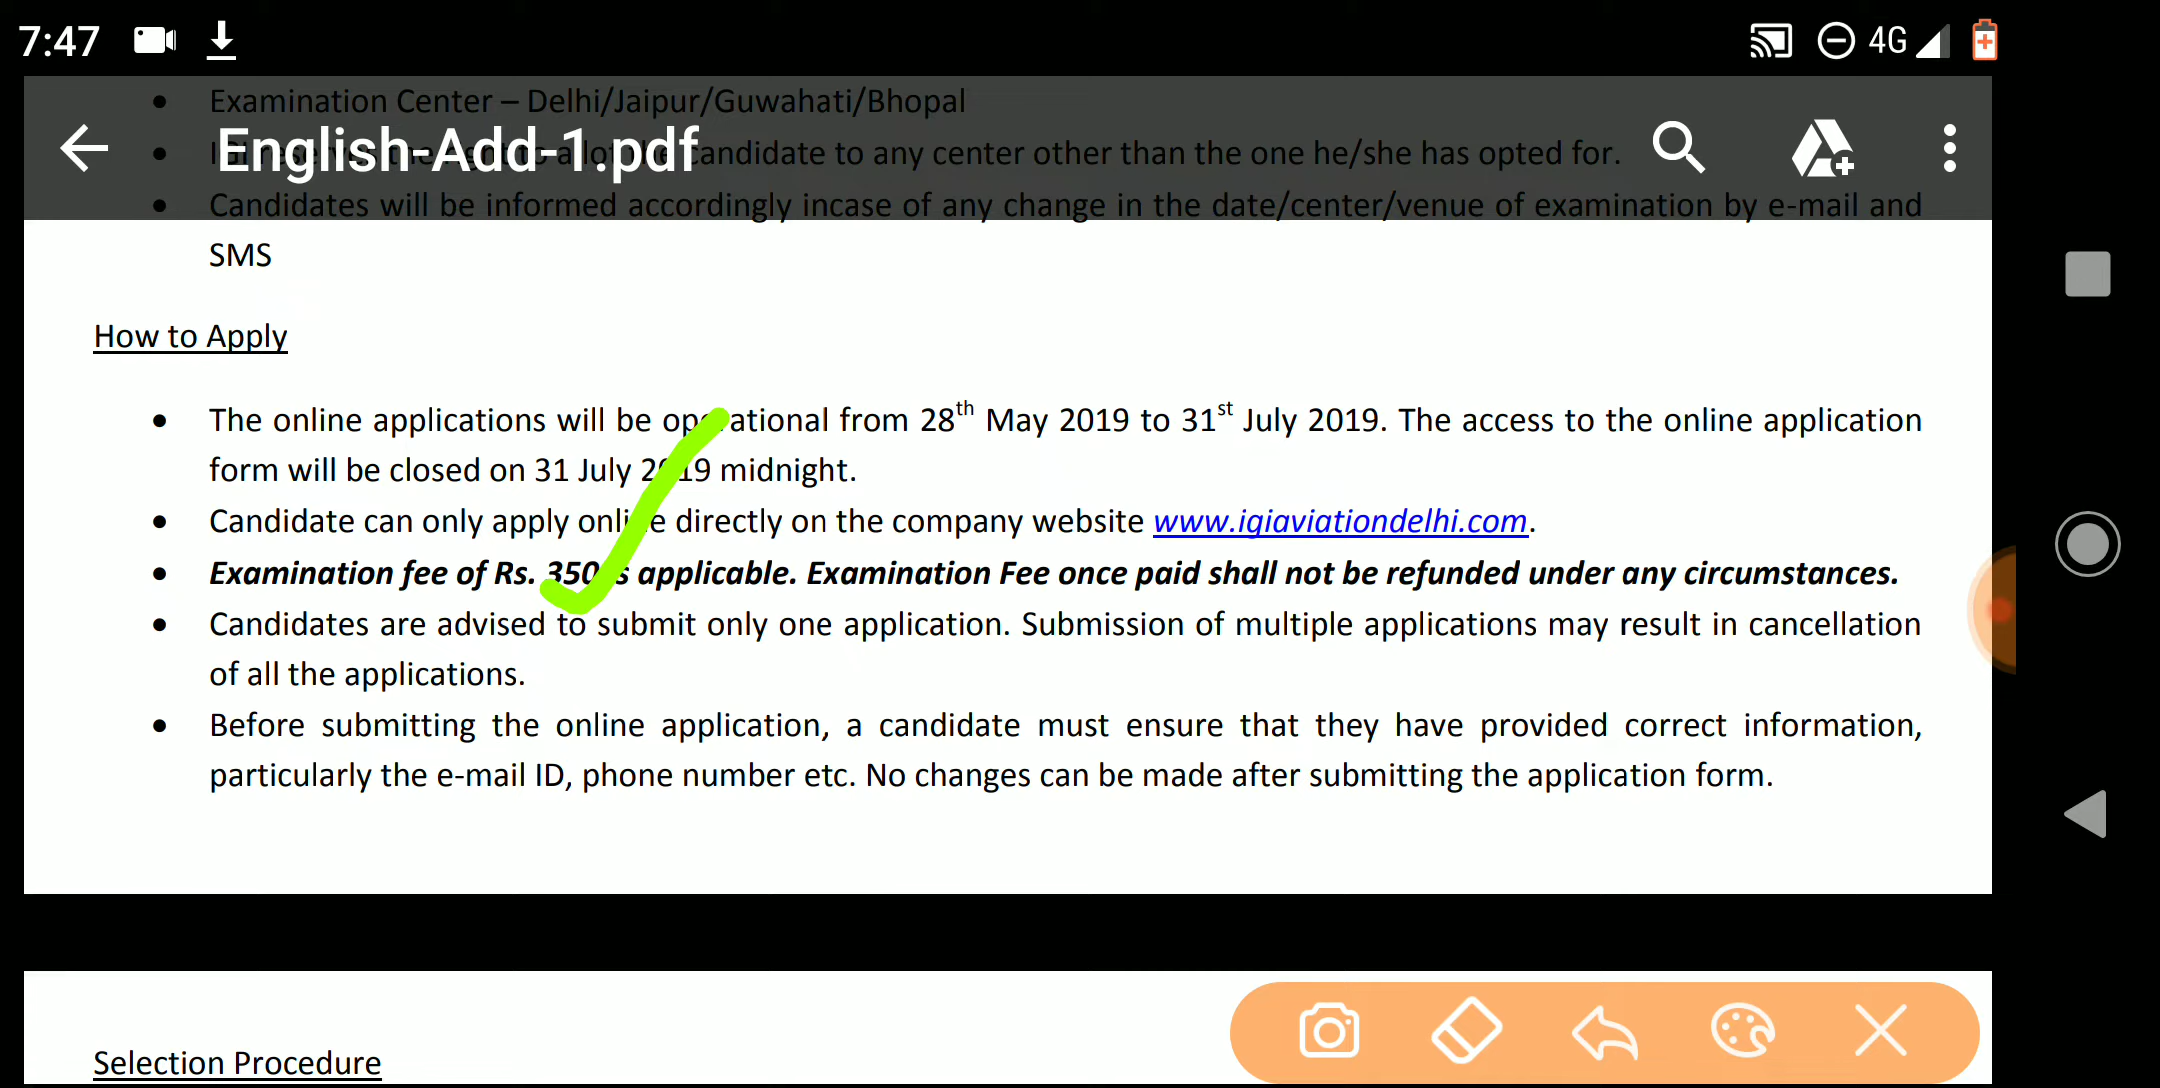 7:47
4G
• Examination Center – Delhi/Jaipur/Guwahati/Bhopal
English-Add-1.pdf
• candidate to any center other than the one he/she has opted for.
• Candidates will be informed accordingly incase of any change in the date/center/venue of examination by e-mail and
SMS
How to Apply
• The online applications will be operational from 28th May 2019 to 31st July 2019. The access to the online application
form will be closed on 31 July 2019 midnight.
• Candidate can only apply online directly on the company website www.igiaviationdelhi.com.
• Examination fee of Rs. 350 is applicable. Examination Fee once paid shall not be refunded under any circumstances.
• Candidates are advised to submit only one application. Submission of multiple applications may result in cancellation
of all the applications.
• Before submitting the online application, a candidate must ensure that they have provided correct information,
particularly the e-mail ID, phone number etc. No changes can be made after submitting the application form.
Selection Procedure